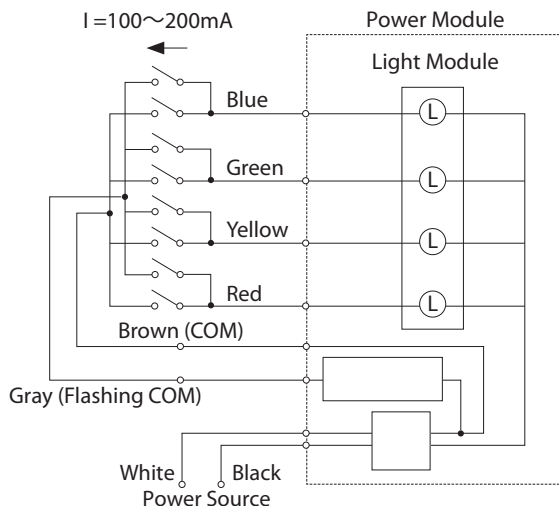 I =100～200mA
Power Module
Light Module
Blue
L
Green
L
Yellow
L
Red
L
Brown (COM)
Gray (Flashing COM)
White
Black
Power Source